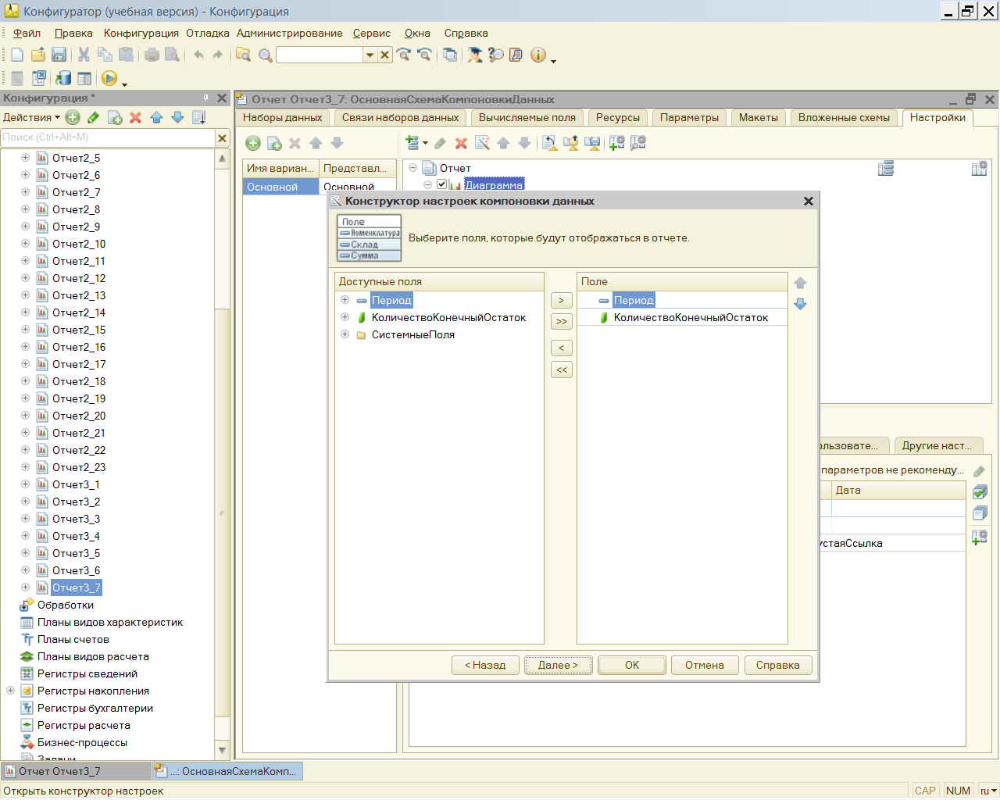 Конфигуратор (учебная версия) - Конфигурация
Файл Правка Конфигурация Отладка Администрирование Сервис Окна Справка
Конфигурация *
Действия
Поиск (Ctrl+Alt+M)
Отчет2_5
Отчет2_6
Отчет2_7
Отчет2_8
Отчет2_9
Отчет2_10
Отчет2_11
Отчет2_12
Отчет2_13
Отчет2_14
Отчет2_15
Отчет2_16
Отчет2_17
Отчет2_18
Отчет2_19
Отчет2_20
Отчет2_21
Отчет2_22
Отчет2_23
Отчет3_1
Отчет3_2
Отчет3_3
Отчет3_4
Отчет3_5
Отчет3_6
Отчет3_7
Обработки
Планы видов характеристик
Планы счетов
Планы видов расчета
Регистры сведений
Регистры накопления
Регистры бухгалтерии
Регистры расчета
Бизнес-процессы
Задачи
Отчет Отчет3_7: ОсновнаяСхемаКомпоновкиДанных
Наборы данных Связи наборов данных Вычисляемые поля Ресурсы Параметры Макеты Вложенные схемы Настройки
Имя вариан... Представл...
Основной Основной
Отчет
Диаграмма
Конструктор настроек компоновки данных
Поле
Номенклатура
Склад
Сумма
Выберите поля, которые будут отображаться в отчете.
Доступные поля
Период
КоличествоКонечныйОстаток
СистемныеПоля
>
>>
<
<<
Поле
Период
КоличествоКонечныйОстаток
< Назад Далее > OK Отмена Справка
ользовате... Другие наст...
параметров не рекоменду...
Дата
устаяСсылка
Отчет Отчет3_7 ...: ОсновнаяСхемаКомп...
Открыть конструктор настроек CAP NUM ru